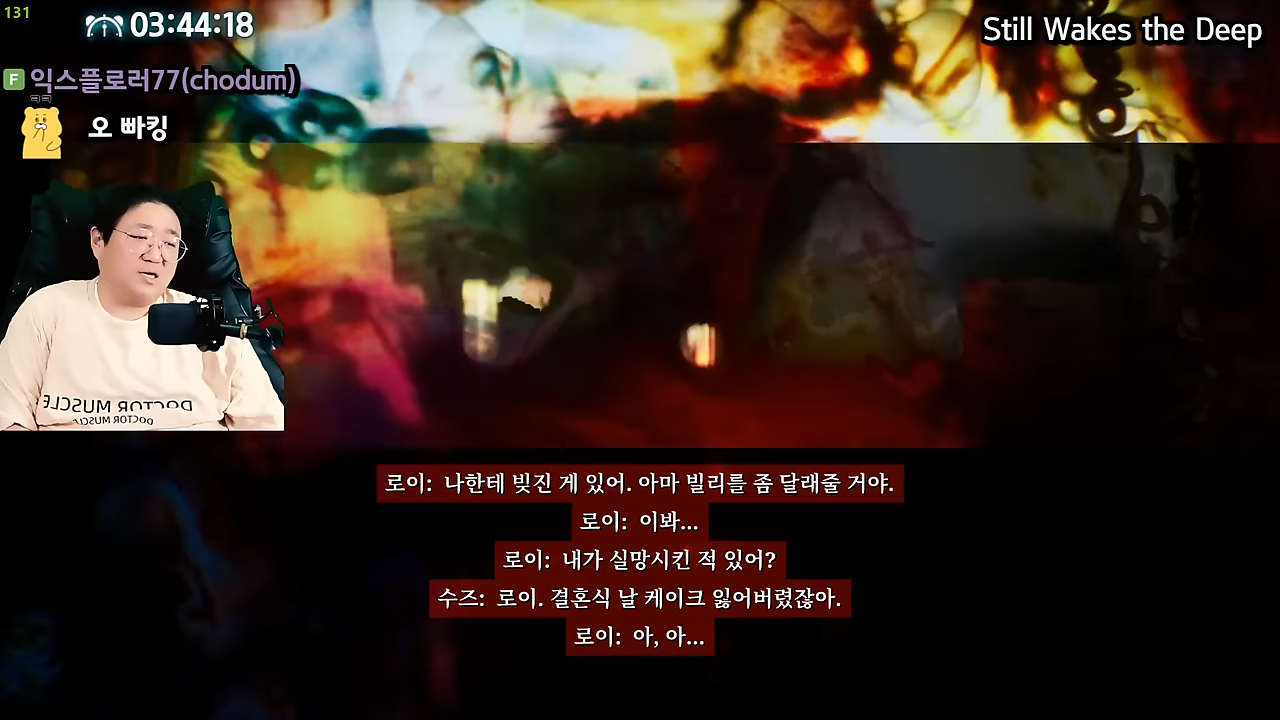 131
03:44:18
Still Wakes the Deep
F 익스플로러77(chodum)
ㅋㅋ
오 빠킹
DOCTOR MUSCLE
DOCTOR MUSCLE
로이: 나한테 빚진 게 있어. 아마 빌리를 좀 달래줄 거야.
로이: 이봐...
로이: 내가 실망시킨 적 있어?
수즈: 로이. 결혼식 날 케이크 잃어버렸잖아.
로이: 아, 아...